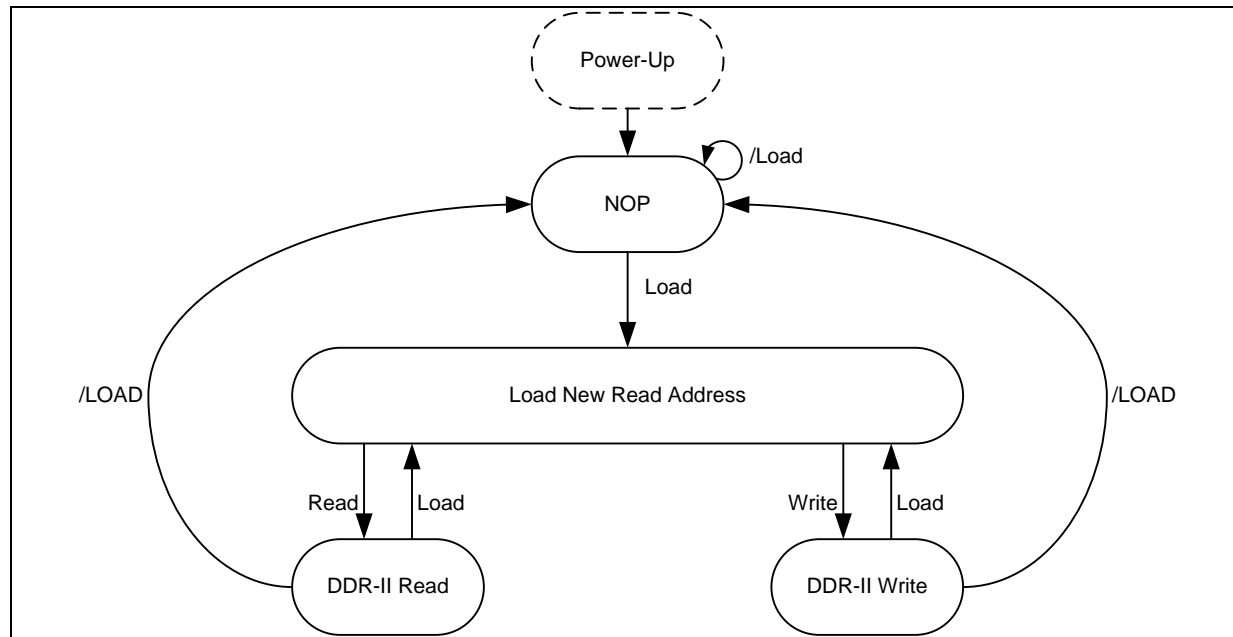 Power-Up
/Load
NOP
Load
Load New Read Address
/LOAD
/LOAD
Read
Load
Write
Load
DDR-II Read
DDR-II Write